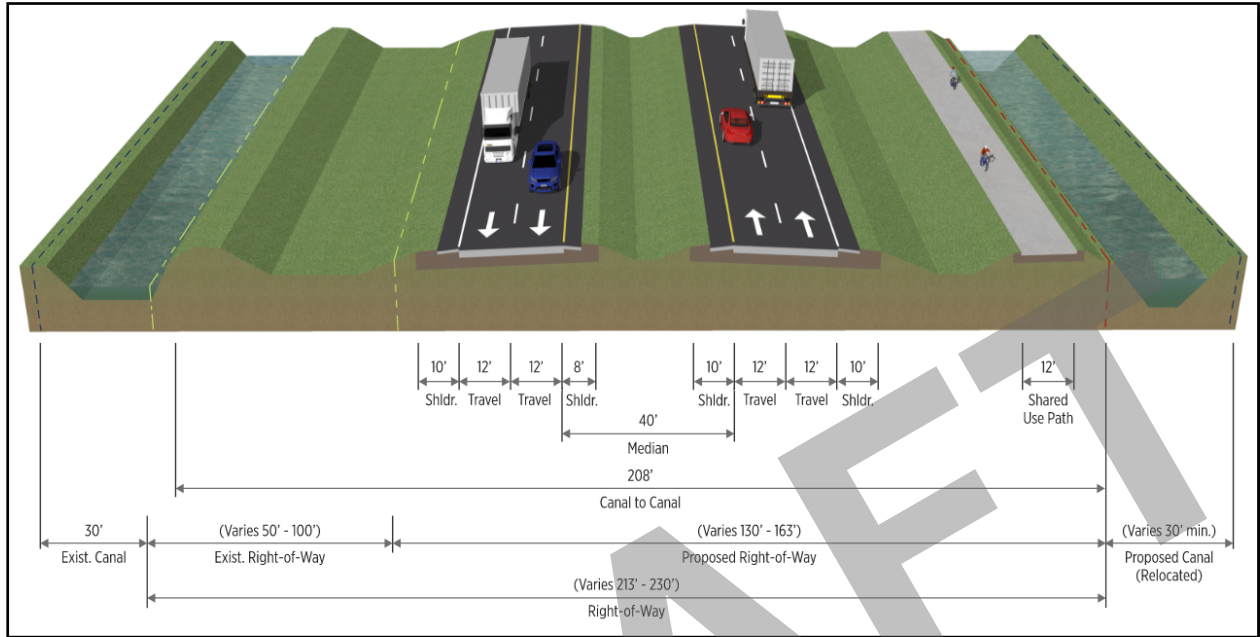 10' 12' 12' 8' 10' 12' 12' 10' 12'
Shldr. Travel Travel Shldr. Shldr. Travel Travel Shldr. Shared
Use Path
40'
Median
208'
Canal to Canal
30' (Varies 50' - 100') (Varies 130' - 163') (Varies 30' min.)
Exist. Canal Exist. Right-of-Way Proposed Right-of-Way Proposed Canal
(Relocated)
(Varies 213' - 230')
Right-of-Way
AFT